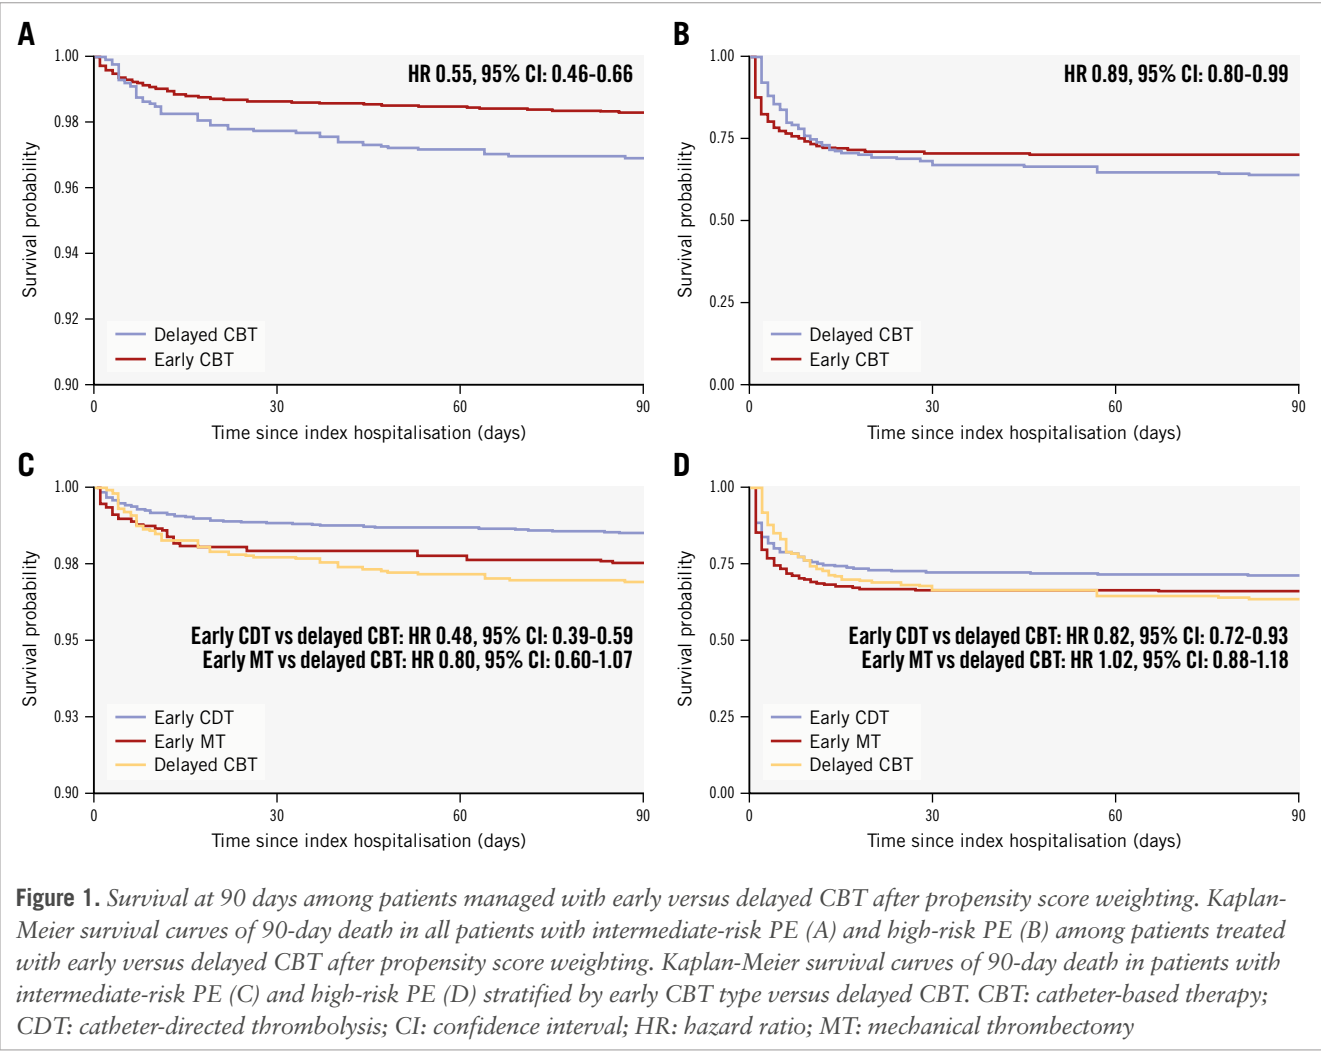 A
HR 0.55, 95% CI: 0.46-0.66
Survival probability
1.00
0.98
0.96
0.94
0.92
0.90
Delayed CBT
Early CBT
0
30
60
90
Time since index hospitalisation (days)
B
HR 0.89, 95% CI: 0.80-0.99
Survival probability
1.00
0.75
0.50
0.25
0.00
Delayed CBT
Early CBT
0
30
60
90
Time since index hospitalisation (days)
C
Survival probability
1.00
0.98
0.95
0.93
0.90
Early CDT vs delayed CBT: HR 0.48, 95% CI: 0.39-0.59
Early MT vs delayed CBT: HR 0.80, 95% CI: 0.60-1.07
Early CDT
Early MT
Delayed CBT
0
30
60
90
Time since index hospitalisation (days)
D
Survival probability
1.00
0.75
0.50
0.25
0.00
Early CDT vs delayed CBT: HR 0.82, 95% CI: 0.72-0.93
Early MT vs delayed CBT: HR 1.02, 95% CI: 0.88-1.18
Early CDT
Early MT
Delayed CBT
0
30
60
90
Time since index hospitalisation (days)
Figure 1. Survival at 90 days among patients managed with early versus delayed CBT after propensity score weighting. Kaplan-
Meier survival curves of 90-day death in all patients with intermediate-risk PE (A) and high-risk PE (B) among patients treated
with early versus delayed CBT after propensity score weighting. Kaplan-Meier survival curves of 90-day death in patients with
intermediate-risk PE (C) and high-risk PE (D) stratified by early CBT type versus delayed CBT. CBT: catheter-based therapy;
CDT: catheter-directed thrombolysis; CI: confidence interval; HR: hazard ratio; MT: mechanical thrombectomy